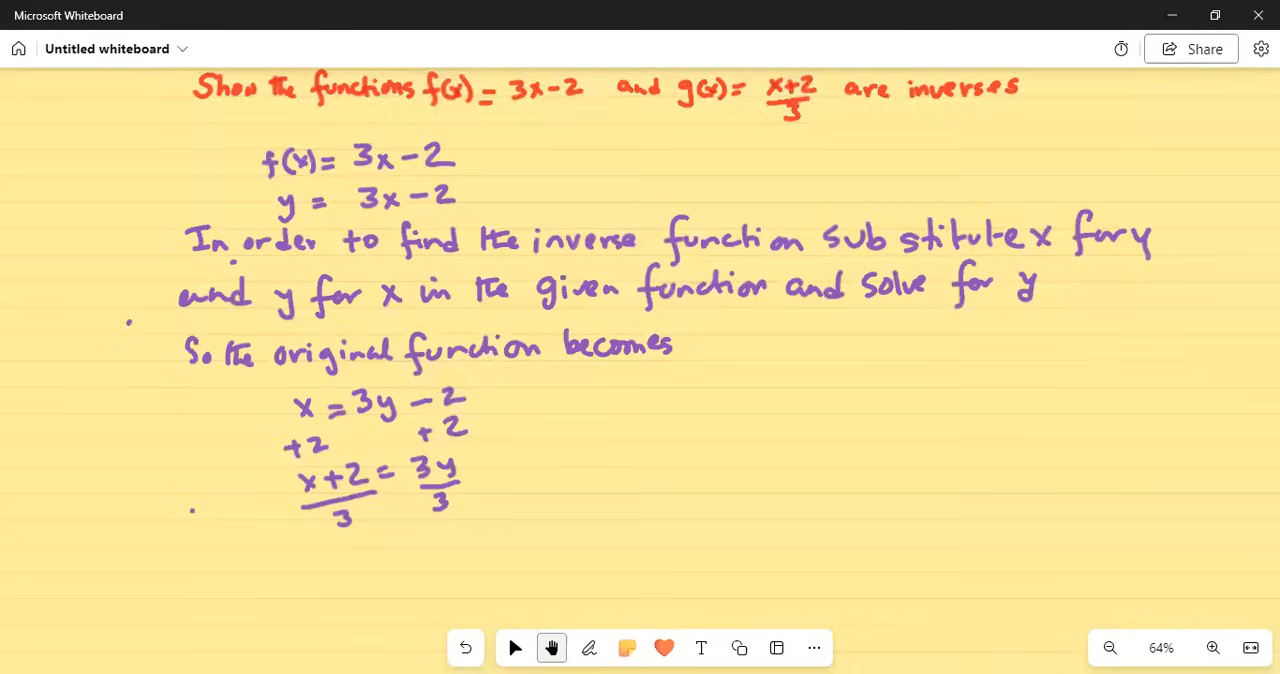 Microsoft Whiteboard
Untitled whiteboard
Share
Show the functions f(x) = 3x-2 and g(x) = x+2/3 are inverses
f(x) = 3x-2
y = 3x-2
In order to find the inverse function substitute x for y
and y for x in the given function and solve for y
So the original function becomes
x = 3y - 2
+2 +2
x+2/3 = 3y/3
64%